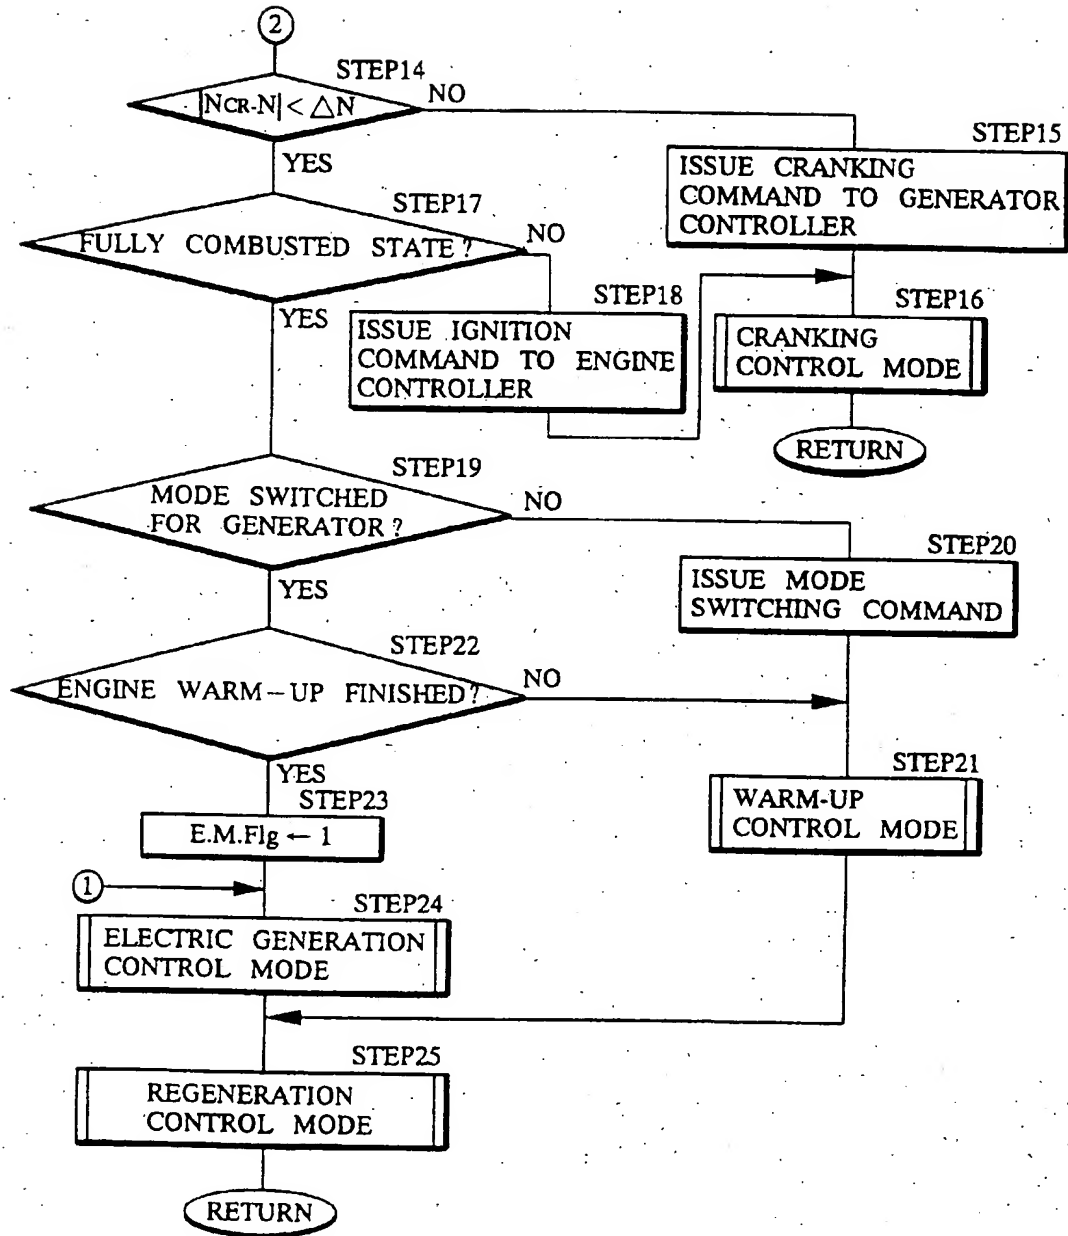 2
STEP14
|NCR-N| < △N
NO
YES
STEP15
ISSUE CRANKING
COMMAND TO GENERATOR
CONTROLLER
STEP17
FULLY COMBUSTED STATE?
NO
YES
STEP18
ISSUE IGNITION
COMMAND TO ENGINE
CONTROLLER
STEP16
CRANKING
CONTROL MODE
RETURN
STEP19
MODE SWITCHED
FOR GENERATOR?
NO
YES
STEP20
ISSUE MODE
SWITCHING COMMAND
STEP22
ENGINE WARM-UP FINISHED?
NO
YES
STEP21
WARM-UP
CONTROL MODE
STEP23
E.M.Flg ← 1
1
STEP24
ELECTRIC GENERATION
CONTROL MODE
STEP25
REGENERATION
CONTROL MODE
RETURN